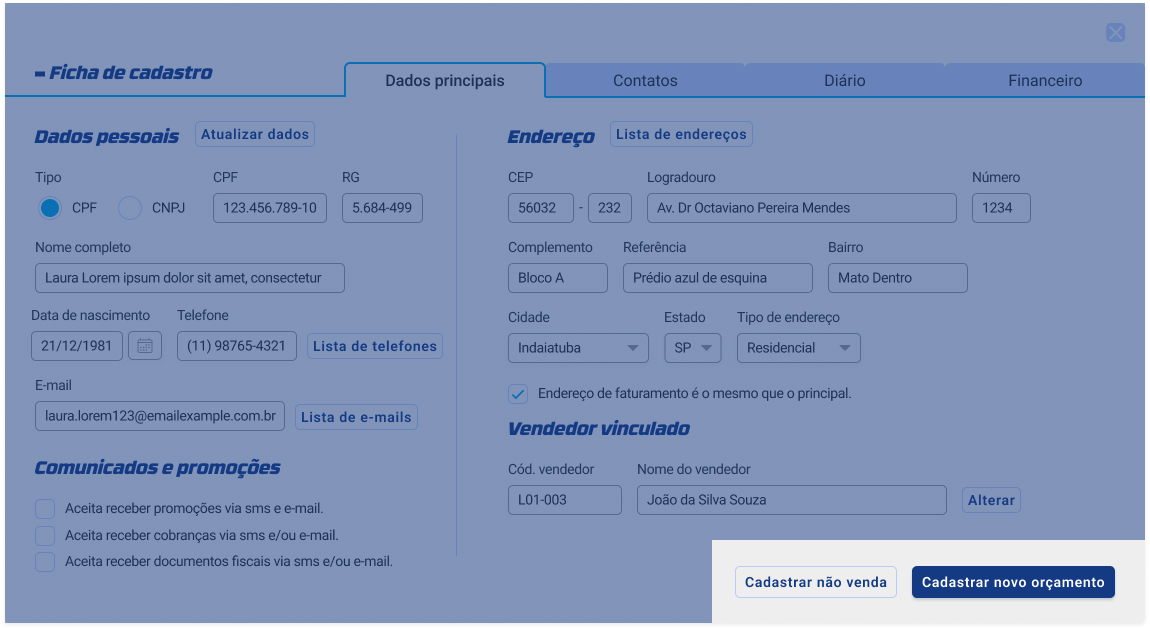 Ficha de cadastro
Dados principais
Contatos
Diário
Financeiro
Dados pessoais
Atualizar dados
Tipo
CPF
RG
CPF
CNPJ
123.456.789-10
5.684-499
Nome completo
Laura Lorem ipsum dolor sit amet, consectetur
Data de nascimento
Telefone
21/12/1981
(11) 98765-4321
Lista de telefones
E-mail
laura.lorem123@emailexample.com.br
Lista de e-mails
Comunicados e promoções
Aceita receber promoções via sms e e-mail.
Aceita receber cobranças via sms e/ou e-mail.
Aceita receber documentos fiscais via sms e/ou e-mail.
Endereço
Lista de endereços
CEP
Logradouro
Número
56032 - 232
Av. Dr Octaviano Pereira Mendes
1234
Complemento
Referência
Bairro
Bloco A
Prédio azul de esquina
Mato Dentro
Cidade
Estado
Tipo de endereço
Indaiatuba
SP
Residencial
Endereço de faturamento é o mesmo que o principal.
Vendedor vinculado
Cód. vendedor
Nome do vendedor
L01-003
João da Silva Souza
Alterar
Cadastrar não venda
Cadastrar novo orçamento